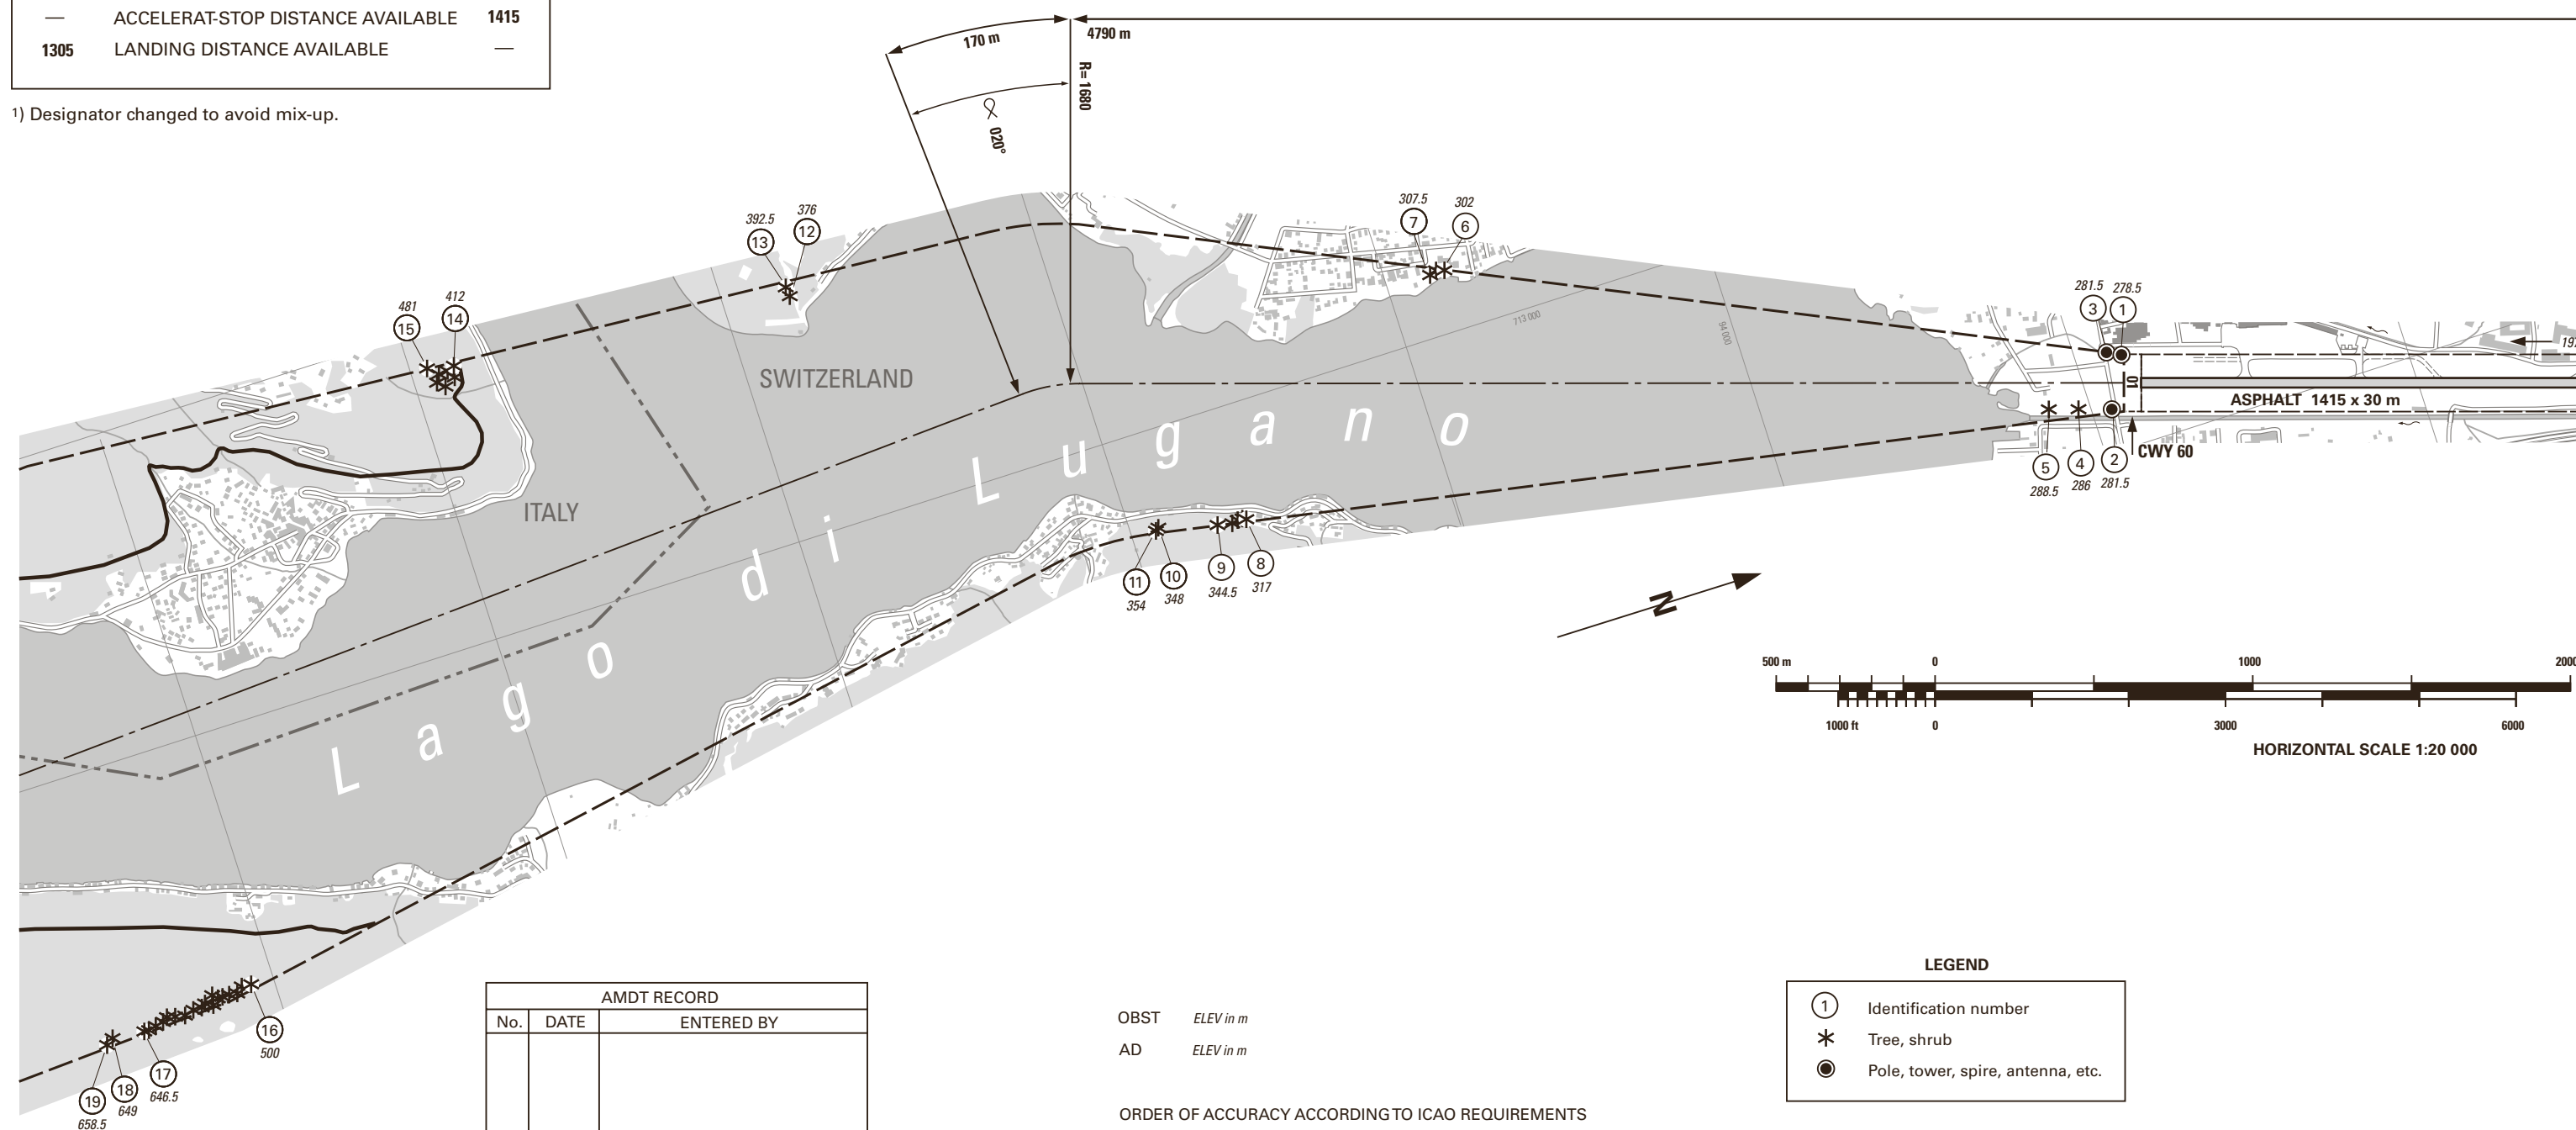 — ACCELERAT-STOP DISTANCE AVAILABLE 1415
1305 LANDING DISTANCE AVAILABLE —
1) Designator changed to avoid mix-up.
170 m
4790 m
R= 1680
020°
392.5
13
376
12
307.5
7
302
6
481
15
412
14
281.5
3
278.5
1
713 000
94 000
SWITZERLAND
ITALY
Lago di Lugano
01
ASPHALT 1415 x 30 m
CWY 60
5
288.5
4
286
2
281.5
11
354
10
348
9
344.5
8
317
N
500 m 0 1000 2000
1000 ft 0 3000 6000
HORIZONTAL SCALE 1:20 000
16
500
17
646.5
18
649
19
658.5
AMDT RECORD
No. DATE ENTERED BY
OBST ELEV in m
AD ELEV in m
ORDER OF ACCURACY ACCORDING TO ICAO REQUIREMENTS
LEGEND
1 Identification number
Tree, shrub
Pole, tower, spire, antenna, etc.